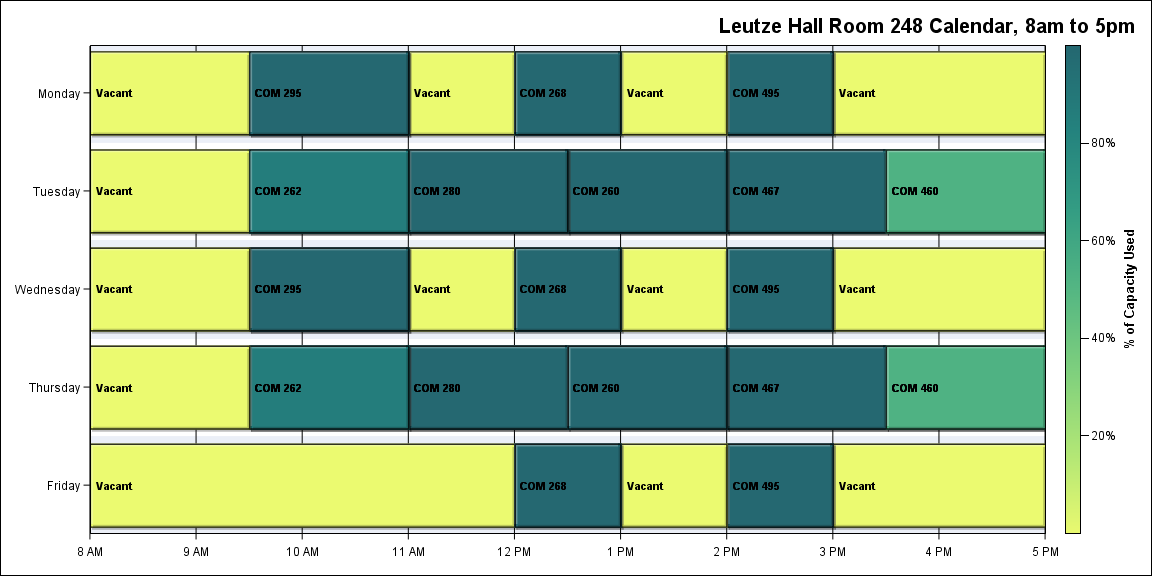 Leutze Hall Room 248 Calendar, 8am to 5pm
Monday
Vacant
COM 295
Vacant
COM 268
Vacant
COM 495
Vacant
Tuesday
Vacant
COM 262
COM 280
COM 260
COM 467
COM 460
Wednesday
Vacant
COM 295
Vacant
COM 268
Vacant
COM 495
Vacant
Thursday
Vacant
COM 262
COM 280
COM 260
COM 467
COM 460
Friday
Vacant
COM 268
Vacant
COM 495
Vacant
8 AM
9 AM
10 AM
11 AM
12 PM
1 PM
2 PM
3 PM
4 PM
5 PM
80%
60%
40%
20%
% of Capacity Used